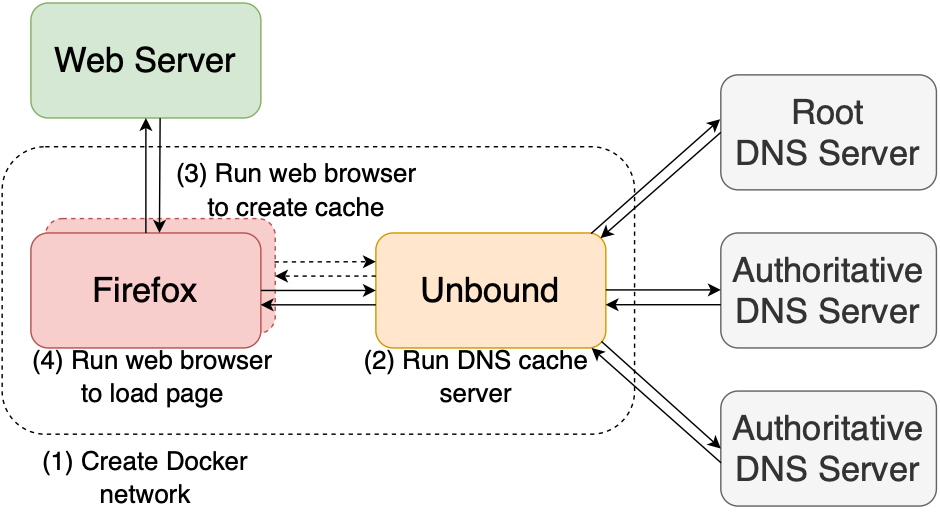 Web Server
(3) Run web browser
to create cache
Firefox
(4) Run web browser
to load page
Unbound
(2) Run DNS cache
server
(1) Create Docker
network
Root
DNS Server
Authoritative
DNS Server
Authoritative
DNS Server